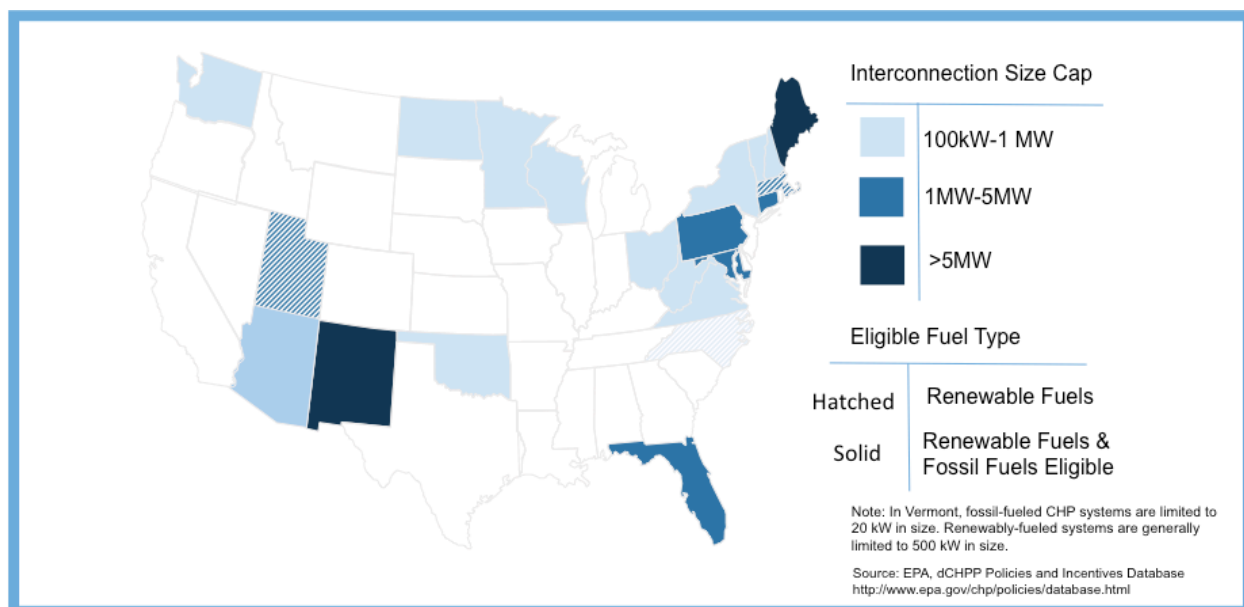 Interconnection Size Cap
100kW-1 MW
1MW-5MW
>5MW
Eligible Fuel Type
Hatched
Renewable Fuels
Solid
Renewable Fuels &
Fossil Fuels Eligible
Note: In Vermont, fossil-fueled CHP systems are limited to
20 kW in size. Renewably-fueled systems are generally
limited to 500 kW in size.
Source: EPA, dCHPP Policies and Incentives Database
http://www.epa.gov/chp/policies/database.html